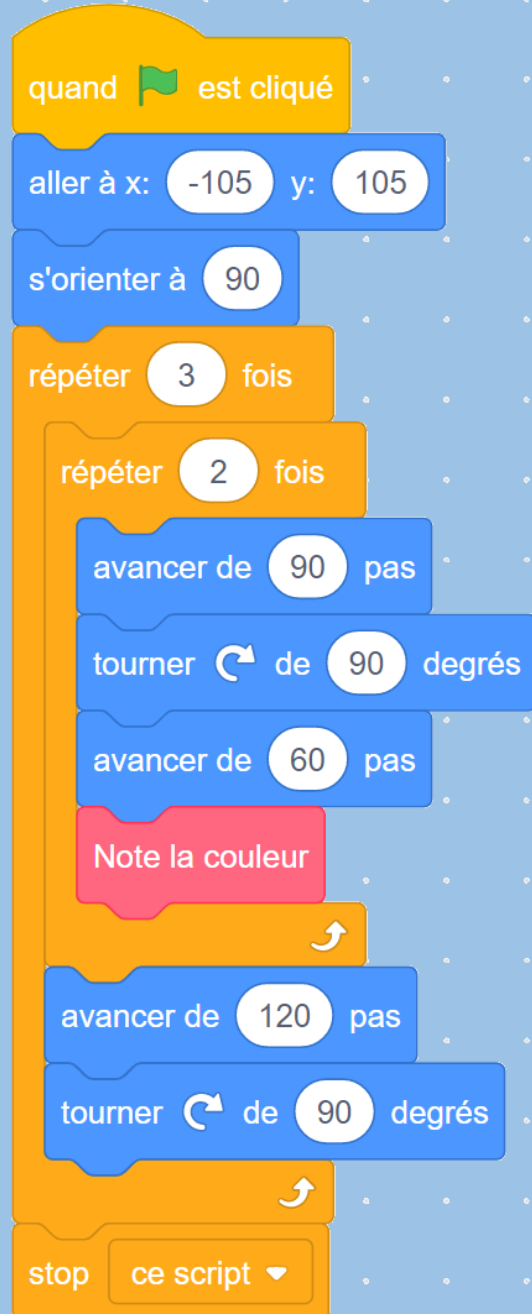 quand est cliqué
aller à x: -105 y: 105
s'orienter à 90
répéter 3 fois
répéter 2 fois
avancer de 90 pas
tourner de 90 degrés
avancer de 60 pas
Note la couleur
avancer de 120 pas
tourner de 90 degrés
stop ce script